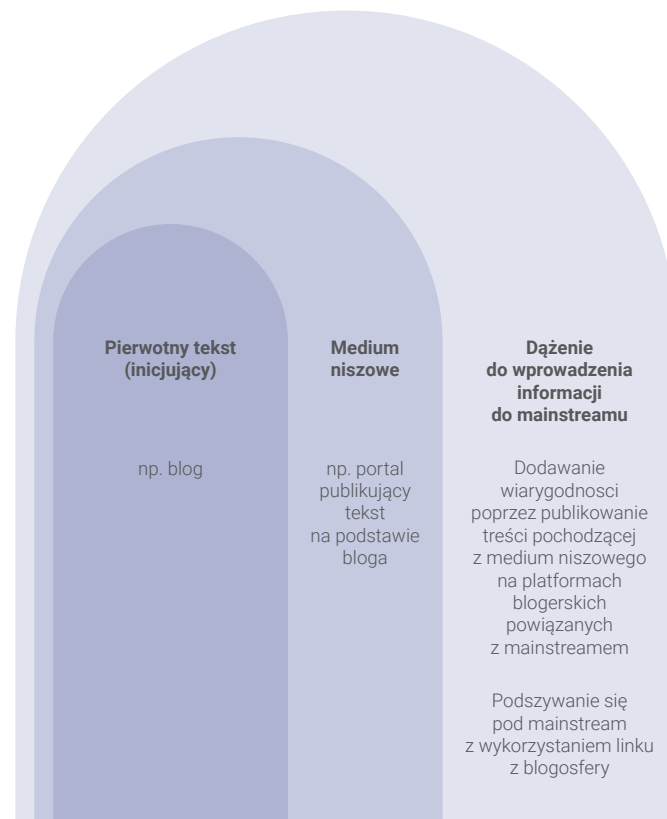 Pierwotny tekst
(inicjujący)
np. blog
Medium
niszowe
np. portal
publikujący
tekst
na podstawie
bloga
Dążenie
do wprowadzenia
informacji
do mainstreamu
Dodawanie
wiarygodnosci
poprzez publikowanie
treści pochodzącej
z medium niszowego
na platformach
blogerskich
powiązanych
z mainstreamem
Podszywanie się
pod mainstream
z wykorzystaniem linku
z blogosfery